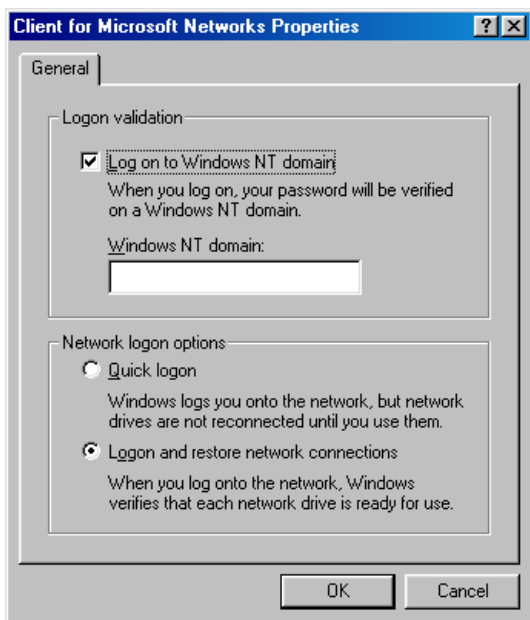 Client for Microsoft Networks Properties
General
Logon validation
Log on to Windows NT domain
When you log on, your password will be verified
on a Windows NT domain.
Windows NT domain:
Network logon options
Quick logon
Windows logs you onto the network, but network
drives are not reconnected until you use them.
Logon and restore network connections
When you log onto the network, Windows
verifies that each network drive is ready for use.
OK Cancel